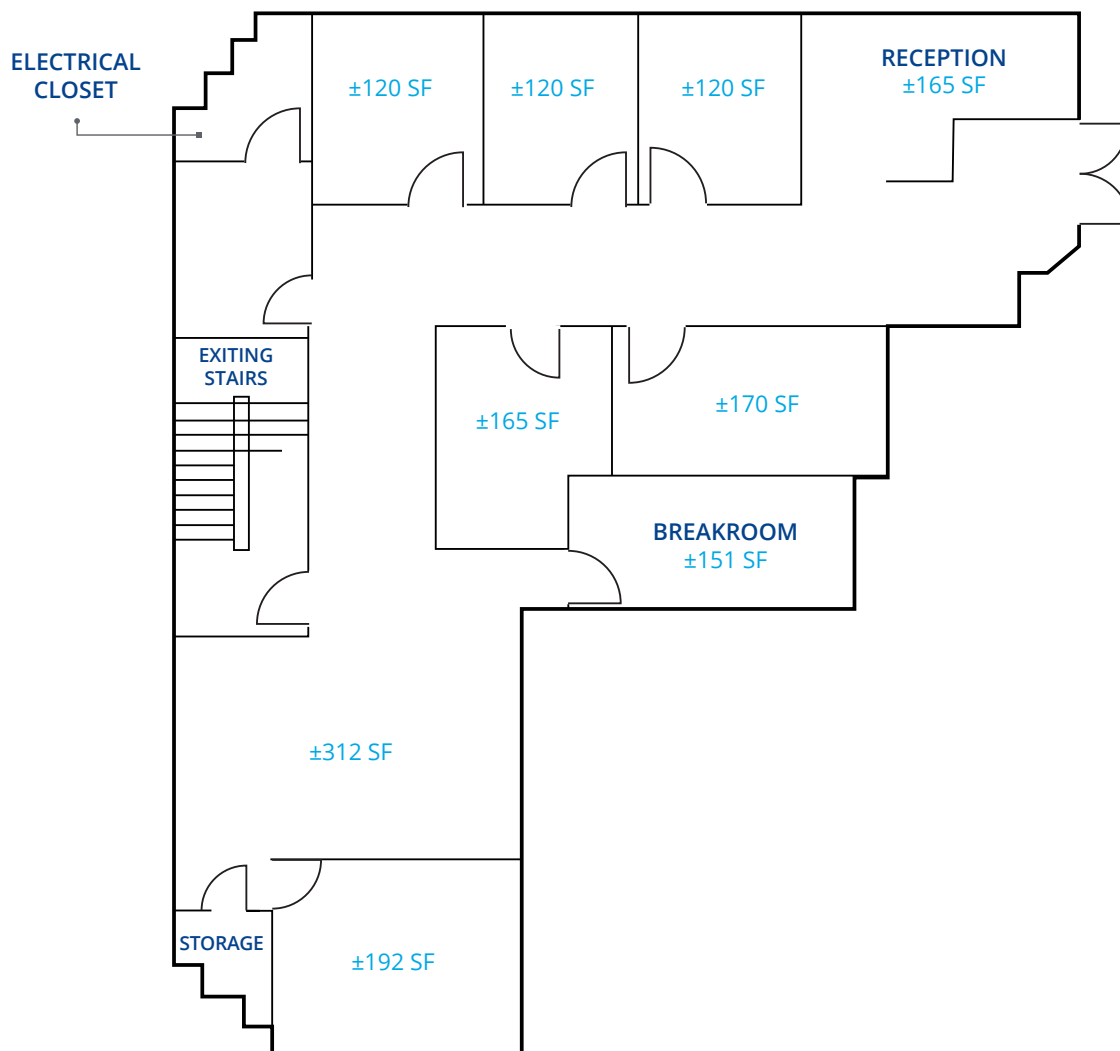 ELECTRICAL
CLOSET
±120 SF
±120 SF
±120 SF
RECEPTION
±165 SF
EXITING
STAIRS
±165 SF
±170 SF
BREAKROOM
±151 SF
±312 SF
STORAGE
±192 SF